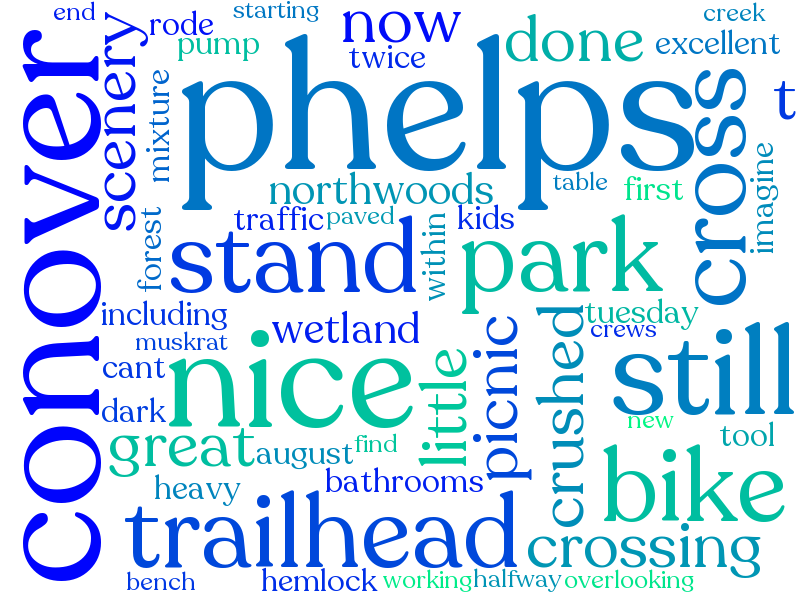 end
starting
creek
rode
now
done
pump
twice
excellent
scenery
mixture
phelps
cross
t
conover
northwoods
table
first
imagine
traffic
paved
kids
forest
stand
within
park
including
wetland
tuesday
muskrat
crews
cant
nice
little
picnic
crushed
still
dark
new
great
august
find
tool
heavy
bathrooms
bike
trailhead
crossing
bench
hemlock
working
halfway
overlooking